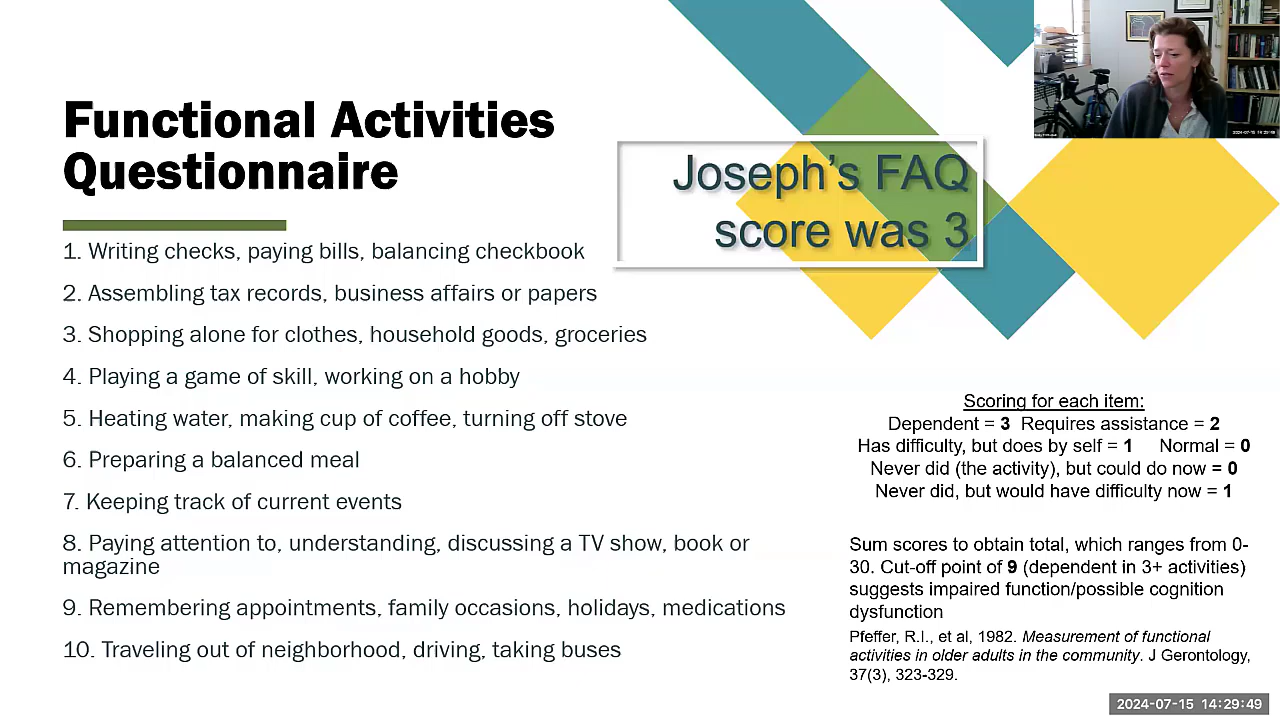 Functional Activities
Questionnaire
Joseph's FAQ
score was 3
1. Writing checks, paying bills, balancing checkbook
2. Assembling tax records, business affairs or papers
3. Shopping alone for clothes, household goods, groceries
4. Playing a game of skill, working on a hobby
5. Heating water, making cup of coffee, turning off stove
6. Preparing a balanced meal
7. Keeping track of current events
8. Paying attention to, understanding, discussing a TV show, book or
magazine
9. Remembering appointments, family occasions, holidays, medications
10. Traveling out of neighborhood, driving, taking buses
Scoring for each item:
Dependent = 3 Requires assistance = 2
Has difficulty, but does by self = 1 Normal = 0
Never did (the activity), but could do now = 0
Never did, but would have difficulty now = 1
Sum scores to obtain total, which ranges from 0-
30. Cut-off point of 9 (dependent in 3+ activities)
suggests impaired function/possible cognition
dysfunction
Pfeffer, R.I., et al, 1982. Measurement of functional
activities in older adults in the community. J Gerontology,
37(3), 323-329.
2024-07-15 14:29:49